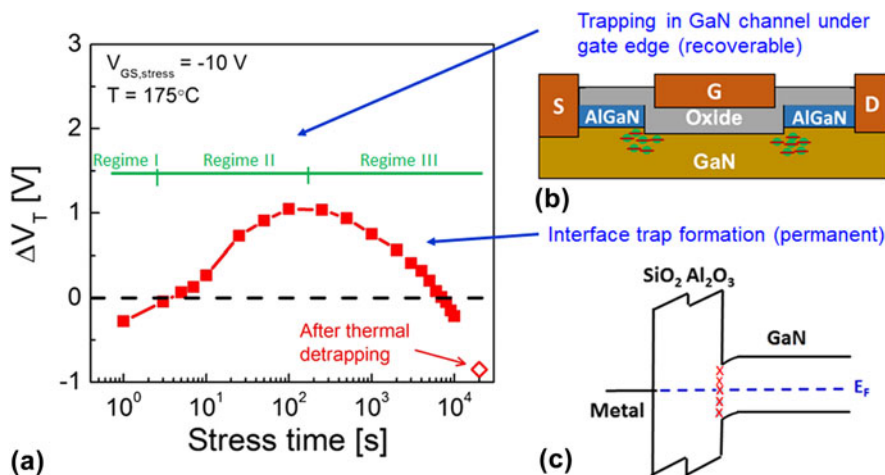 V_GS,stress = -10 V
T = 175°C
Regime I
Regime II
Regime III
ΔV_T [V]
3
2
1
0
-1
After thermal
detrapping
10^0
10^1
10^2
10^3
10^4
Stress time [s]
(a)
Trapping in GaN channel under
gate edge (recoverable)
S
G
D
AlGaN
Oxide
AlGaN
GaN
(b)
Interface trap formation (permanent)
SiO₂ Al₂O₃
GaN
E_F
Metal
(c)